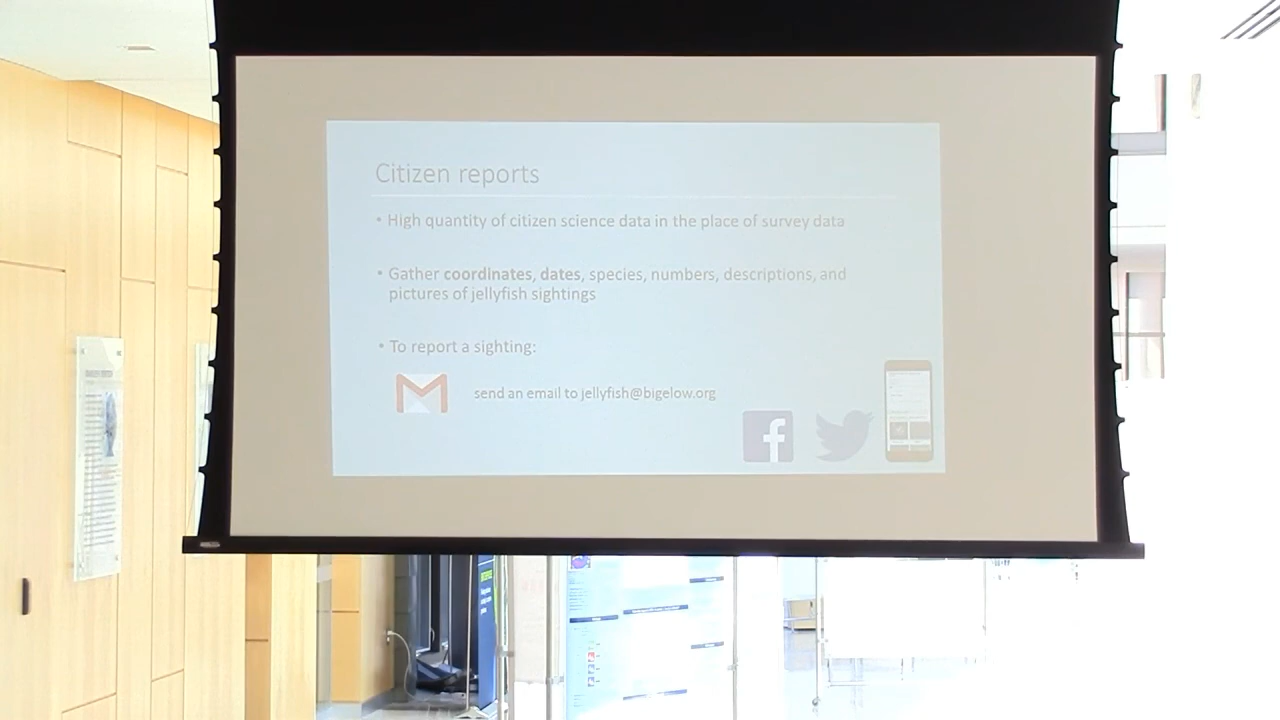 Citizen reports
• High quantity of citizen science data in the place of survey data
• Gather coordinates, dates, species, numbers, descriptions, and
pictures of jellyfish sightings
• To report a sighting:
send an email to jellyfish@bigelow.org